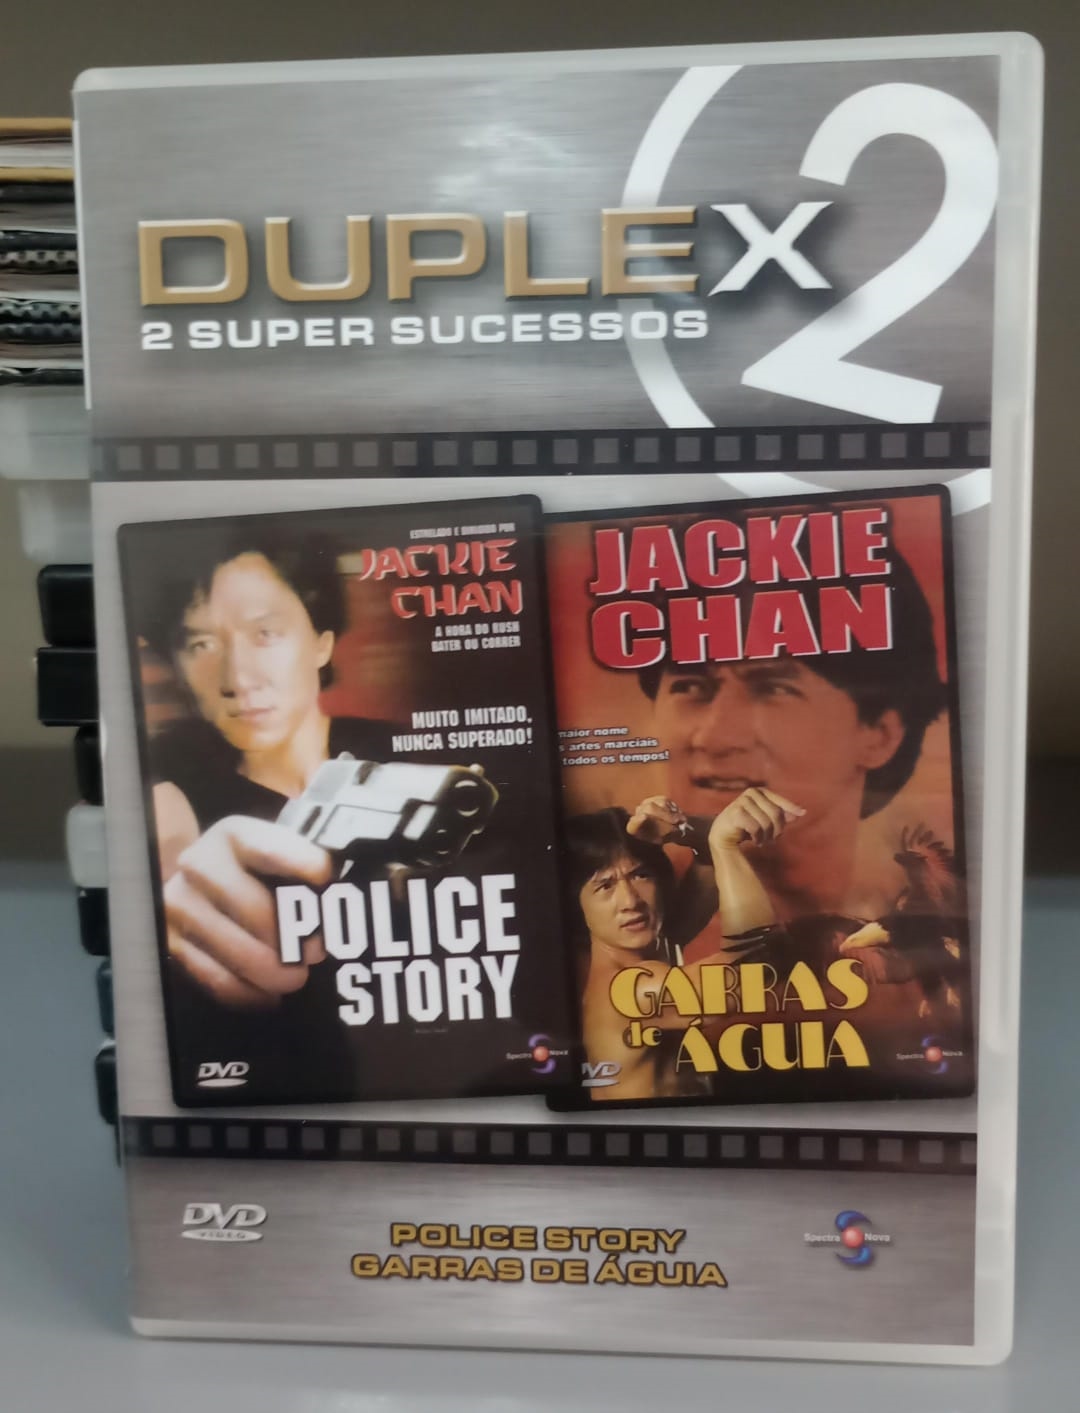 DUPLEX 2
2 SUPER SUCESSOS
ESTRELADO E DIRIGIDO POR
JACKIE
CHAN
A HORA DO RUSH
BATER OU CORRER
MUITO IMITADO,
NUNCA SUPERADO!
POLICE
STORY
DVD
Spectra Nova
JACKIE
CHAN
maior nome
s artes marciais
todos os tempos!
GARRAS
de ÁGUIA
DVD
Spectra Nova
DVD
VIDEO
POLICE STORY
GARRAS DE ÁGUIA
Spectra Nova